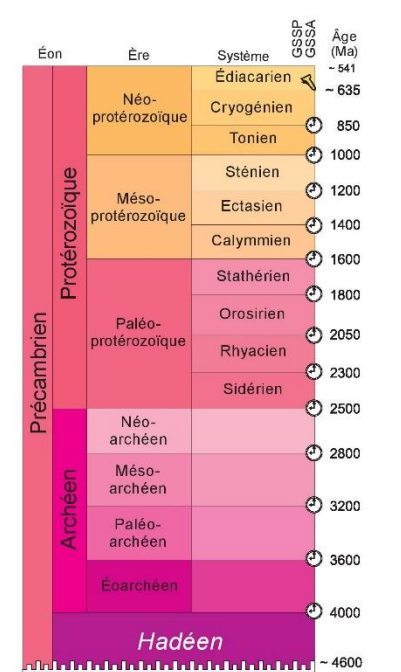 Éon
Ère
Système
GSSP
GSSA
Âge
(Ma)
Précambrien
Protérozoïque
Archéen
Hadéen
Néo-
protérozoïque
Méso-
protérozoïque
Paléo-
protérozoïque
Néo-
archéen
Méso-
archéen
Paléo-
archéen
Éoarchéen
Édiacarien
Cryogénien
Tonien
Sténien
Ectasien
Calymmien
Stathérien
Orosirien
Rhyacien
Sidérien
~ 541
~ 635
850
1000
1200
1400
1600
1800
2050
2300
2500
2800
3200
3600
4000
~ 4600